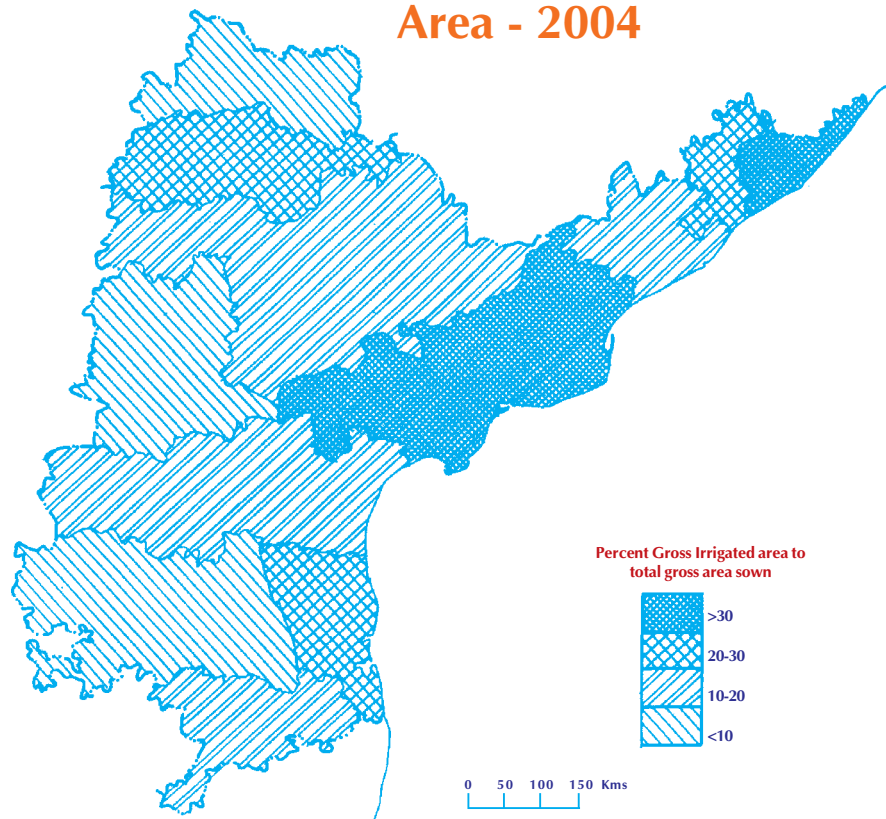 Area - 2004
Percent Gross Irrigated area to
total gross area sown
>30
20-30
10-20
<10
0 50 100 150 Kms